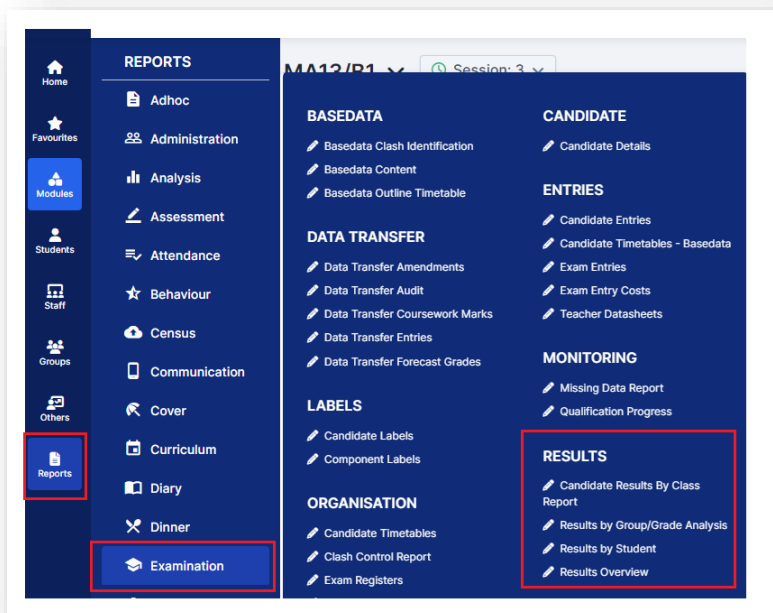 Home
Favourites
Modules
Students
Staff
Groups
Others
Reports
REPORTS
Adhoc
Administration
Analysis
Assessment
Attendance
Behaviour
Census
Communication
Cover
Curriculum
Diary
Dinner
Examination
MA13/B1 Session: 3
BASEDATA
Basedata Clash Identification
Basedata Content
Basedata Outline Timetable
DATA TRANSFER
Data Transfer Amendments
Data Transfer Audit
Data Transfer Coursework Marks
Data Transfer Entries
Data Transfer Forecast Grades
LABELS
Candidate Labels
Component Labels
ORGANISATION
Candidate Timetables
Clash Control Report
Exam Registers
CANDIDATE
Candidate Details
ENTRIES
Candidate Entries
Candidate Timetables - Basedata
Exam Entries
Exam Entry Costs
Teacher Datasheets
MONITORING
Missing Data Report
Qualification Progress
RESULTS
Candidate Results By Class
Report
Results by Group/Grade Analysis
Results by Student
Results Overview